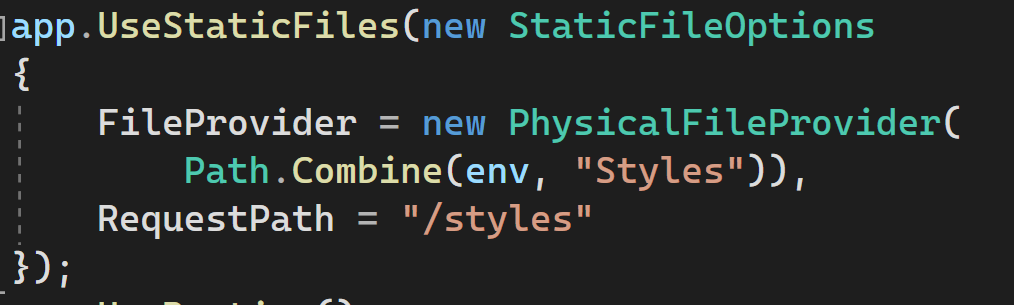 app.UseStaticFiles(new StaticFileOptions
{
    FileProvider = new PhysicalFileProvider(
        Path.Combine(env, "Styles")),
    RequestPath = "/styles"
});